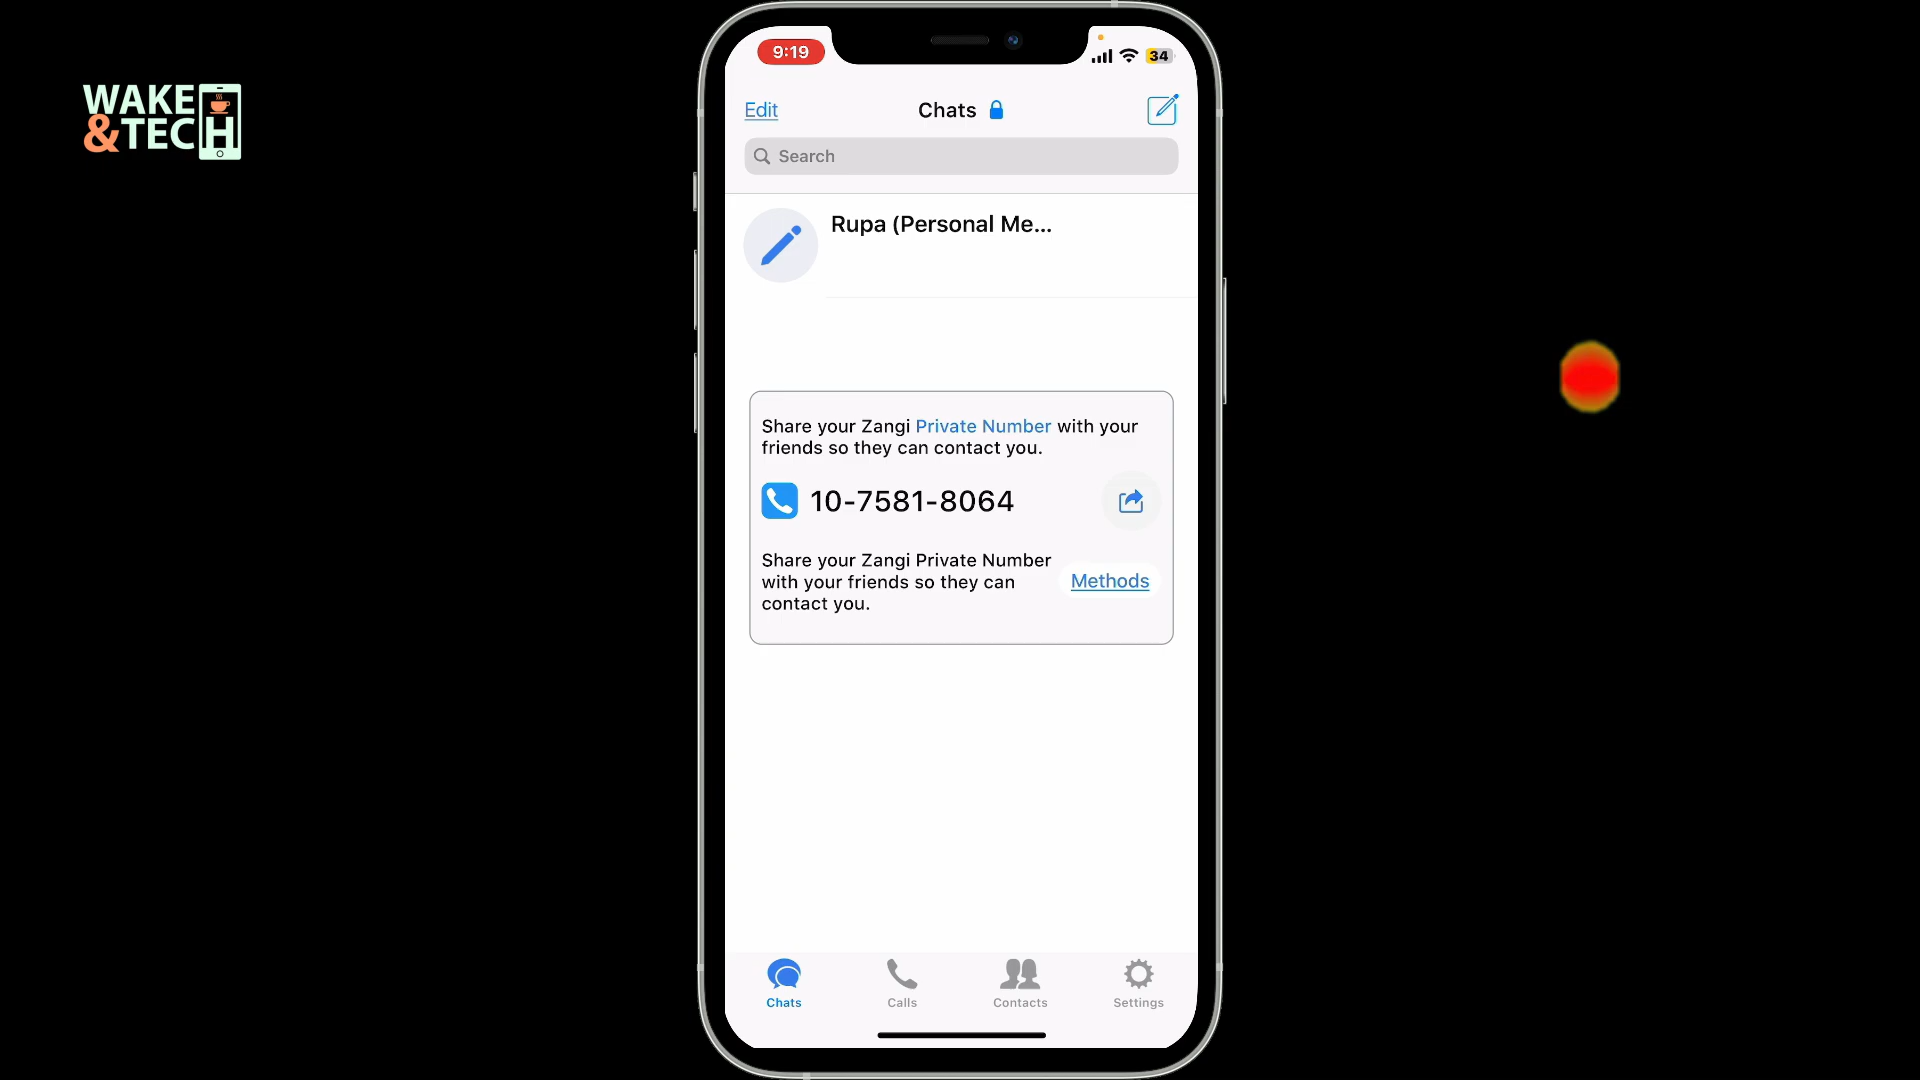 WAKE
&TECH
9:19
34
Edit
Chats
Search
Rupa (Personal Me...
Share your Zangi Private Number with your
friends so they can contact you.
10-7581-8064
Share your Zangi Private Number
with your friends so they can
contact you.
Methods
Chats
Calls
Contacts
Settings